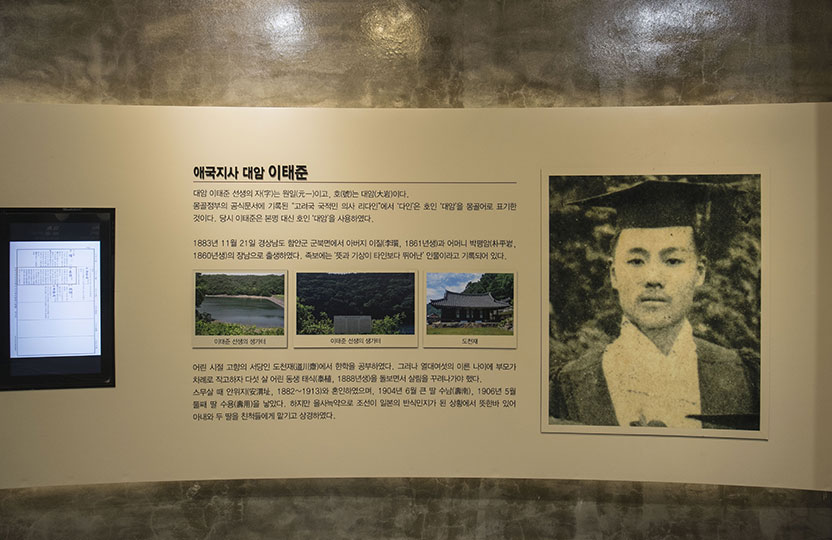 애국지사 대암 이태준
대암 이태준 선생의 자(字)는 원일(元一)이고, 호(號)는 대암(大岩)이다.
몽골정부의 공식문서에 기록된 "고려국 국적민 의사 리다인"에서 '다인'은 호인 '대암'을 몽골어로 표기한
것이다. 당시 이태준은 본명 대신 호인 '대암'을 사용하였다.
1883년 11월 21일 경상남도 함안군 군북면에서 아버지 이질(李瓆, 1861년생)과 어머니 박평암(朴平岩,
1860년생)의 장남으로 출생하였다. 족보에는 '뜻과 기상이 타인보다 뛰어난' 인물이라고 기록되어 있다.
이태준 선생의 생가터
이태준 선생의 생가터
도천재
어린 시절 고향의 서당인 도천재(道川齋)에서 한학을 공부하였다. 그러나 열대여섯의 이른 나이에 부모가
차례로 작고하자 다섯 살 어린 동생 태식(泰植, 1888년생)을 돌보면서 살림을 꾸려나가야 했다.
스무살 때 안위지(安 1882~1913)와 혼인하였으며, 1904년 6월 큰 딸 수남(壽南), 1906년 5월
둘째 딸 수용(壽用)을 낳았다. 하지만 을사늑약으로 조선이 일본의 반식민지가 된 상황에서 뜻한바 있어
아내와 두 딸을 친척들에게 맡기고 상경하였다.